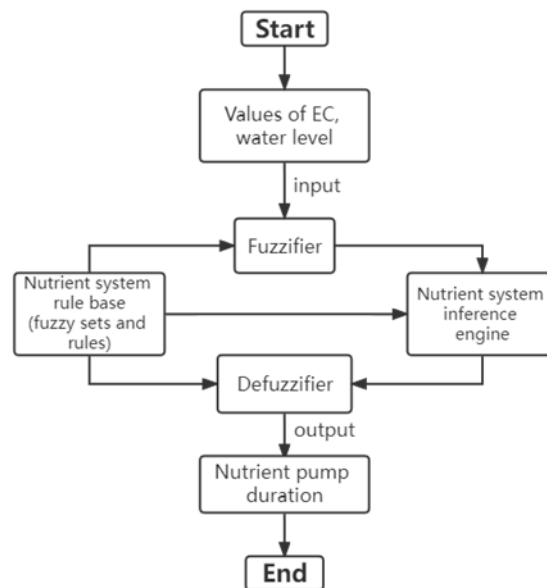 Start
Values of EC,
water level
input
Fuzzifier
Nutrient system
rule base
(fuzzy sets and
rules)
Nutrient system
inference
engine
Defuzzifier
output
Nutrient pump
duration
End